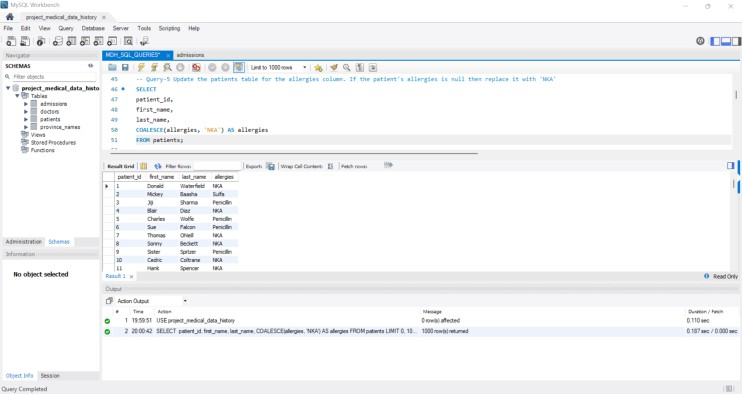 MySQL Workbench
project_medical_data_history ×
File Edit View Query Database Server Tools Scripting Help
Navigator
SCHEMAS
Filter objects
project_medical_data_histo
Tables
admissions
doctors
patients
province_names
Views
Stored Procedures
Functions
Administration Schemas
Information
No object selected
Object Info Session
Query Completed
MDH_SQL_QUERIES* × admissions
Limit to 1000 rows
45 -- Query-5 Update the patients table for the allergies column. If the patient's allergies is null then replace it with 'NKA'
46 SELECT
47 patient_id,
48 first_name,
49 last_name,
50 COALESCE(allergies, 'NKA') AS allergies
51 FROM patients;
Result Grid Filter Rows: Export: Wrap Cell Content: Fetch rows:
patient_id first_name last_name allergies
1 Donald Waterfield NKA
2 Mickey Baasha Sulfa
3 Jiji Sharma Penicillin
4 Blair Diaz NKA
5 Charles Wolfe Penicillin
6 Sue Falcon Penicillin
7 Thomas ONeill NKA
8 Sonny Beckett NKA
9 Sister Spitzer Penicillin
10 Cedric Coltrane NKA
11 Hank Spencer NKA
Result 1 × Read Only
Output
Action Output
# Time Action Message Duration / Fetch
1 19:59:51 USE project_medical_data_history 0 row(s) affected 0.110 sec
2 20:00:42 SELECT patient_id, first_name, last_name, COALESCE(allergies, 'NKA') AS allergies FROM patients LIMIT 0, 10... 1000 row(s) returned 0.187 sec / 0.000 sec